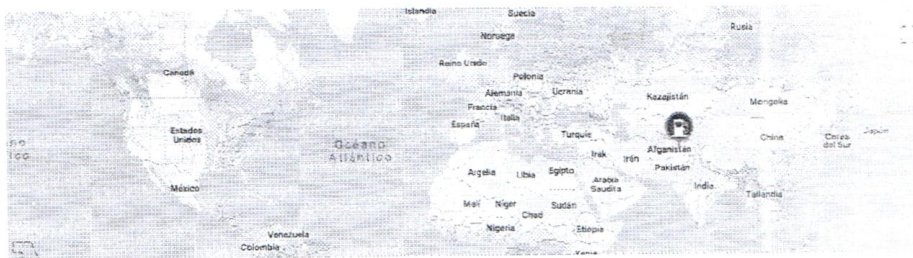 Islandia
Suecia
Rusia
Noruega
Reino Unido
Polonia
Canadá
Alemania
Ucrania
Kazajistán
Mongolia
Francia
Italia
España
Estados
Unidos
Turquía
China
Corea
del Sur
Japón
Océano
Atlántico
Afganistán
Irak
Irán
Pakistán
Argelia
Libia
Egipto
Arabia
Saudita
India
Tailandia
México
Malí
Níger
Chad
Sudán
Nigeria
Etiopía
Venezuela
Colombia
Kenia